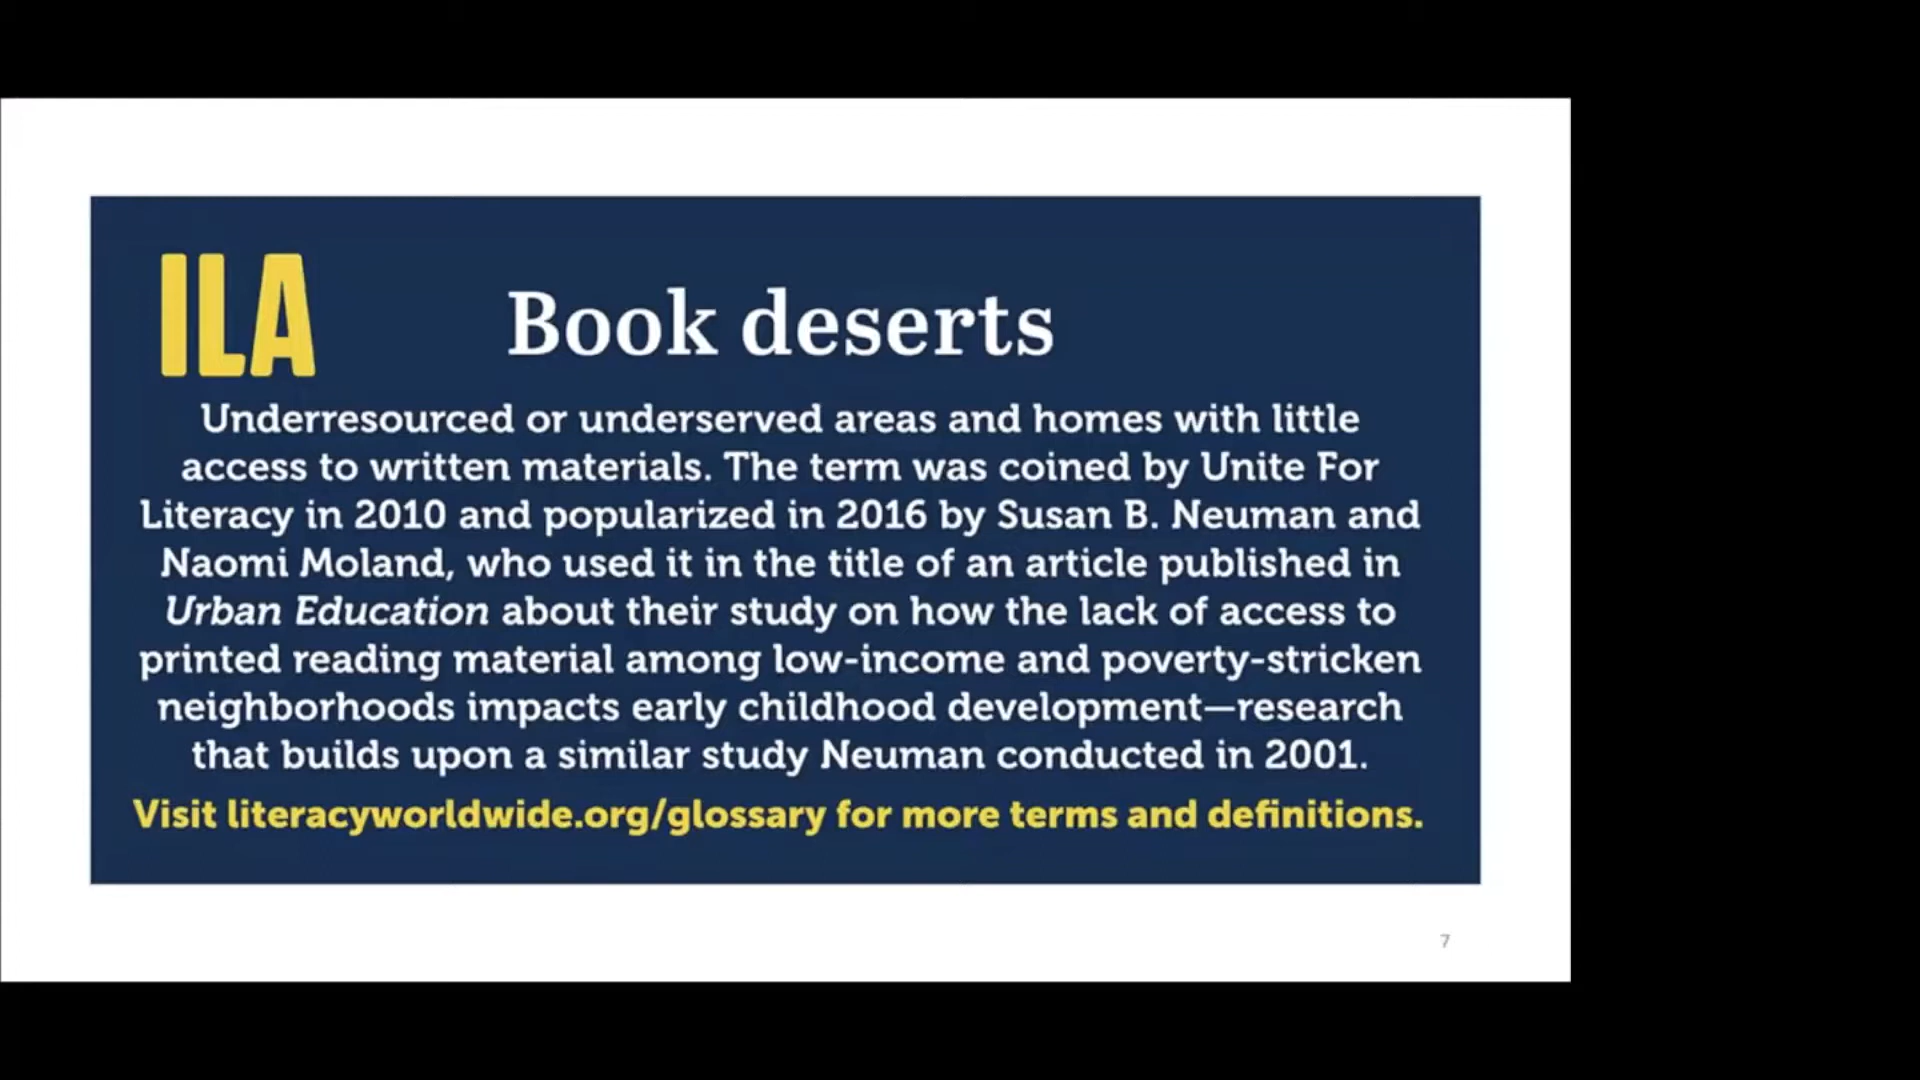 ILA
Book deserts
Underresourced or underserved areas and homes with little
access to written materials. The term was coined by Unite For
Literacy in 2010 and popularized in 2016 by Susan B. Neuman and
Naomi Moland, who used it in the title of an article published in
Urban Education about their study on how the lack of access to
printed reading material among low-income and poverty-stricken
neighborhoods impacts early childhood development—research
that builds upon a similar study Neuman conducted in 2001.
Visit literacyworldwide.org/glossary for more terms and definitions.
7